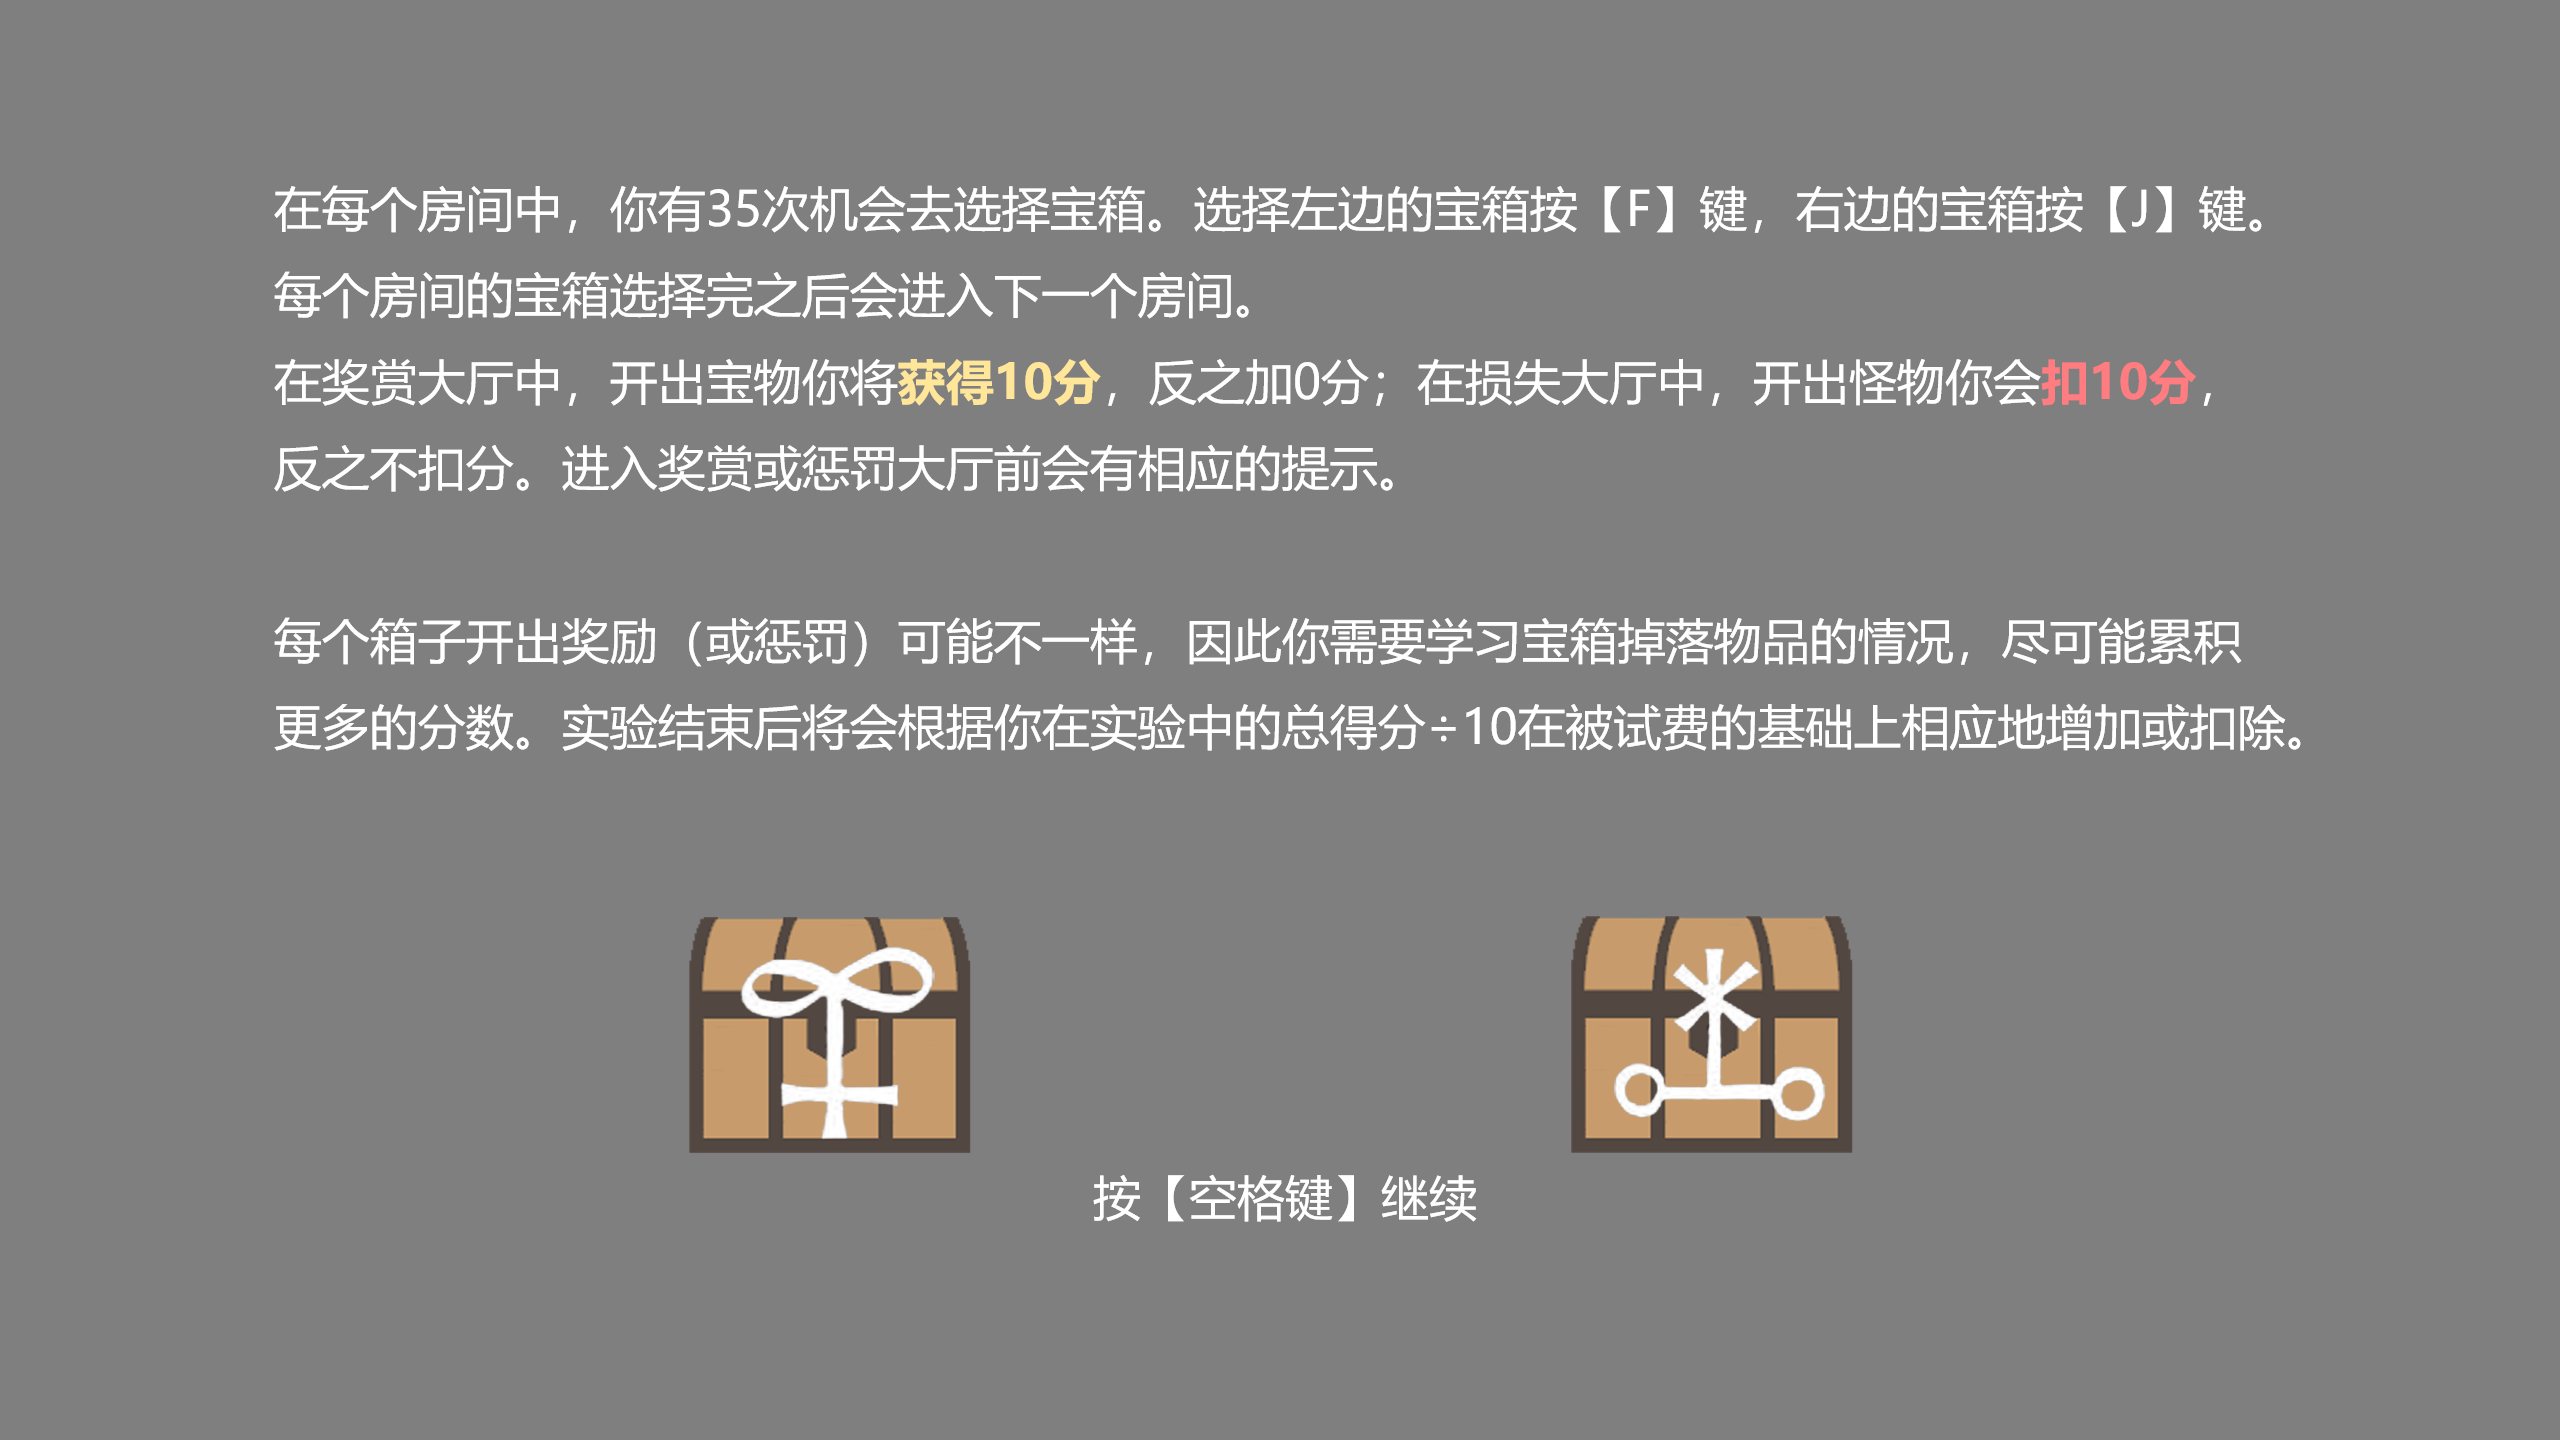 在每个房间中，你有35次机会去选择宝箱。选择左边的宝箱按【F】键，右边的宝箱按【J】键。
每个房间的宝箱选择完之后会进入下一个房间。
在奖赏大厅中，开出宝物你将获得10分，反之加0分；在损失大厅中，开出怪物你会扣10分，
反之不扣分。进入奖赏或惩罚大厅前会有相应的提示。
每个箱子开出奖励（或惩罚）可能不一样，因此你需要学习宝箱掉落物品的情况，尽可能累积
更多的分数。实验结束后将会根据你在实验中的总得分÷10在被试费的基础上相应地增加或扣除。
按【空格键】继续